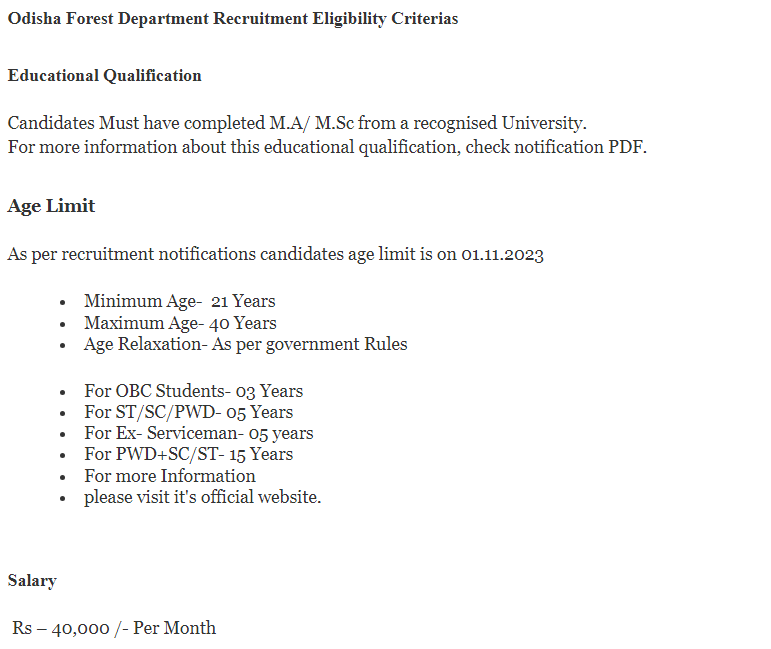 Odisha Forest Department Recruitment Eligibility Criterias
Educational Qualification
Candidates Must have completed M.A/ M.Sc from a recognised University.
For more information about this educational qualification, check notification PDF.
Age Limit
As per recruitment notifications candidates age limit is on 01.11.2023
• Minimum Age-  21 Years
• Maximum Age- 40 Years
• Age Relaxation- As per government Rules
• For OBC Students- 03 Years
• For ST/SC/PWD- 05 Years
• For Ex- Serviceman- 05 years
• For PWD+SC/ST- 15 Years
• For more Information
• please visit it's official website.
Salary
Rs – 40,000 /- Per Month